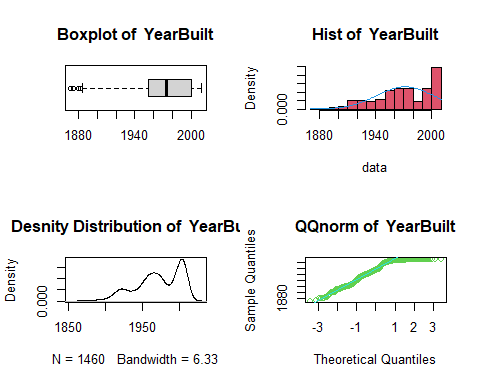 Boxplot of YearBuilt
1880 1940 2000
Hist of YearBuilt
Density
0.000
1880 1940 2000
data
Desnity Distribution of YearBu
Density
0.000
1850 1950
N = 1460 Bandwidth = 6.33
QQnorm of YearBuilt
Sample Quantiles
1880
-3 -1 1 2 3
Theoretical Quantiles